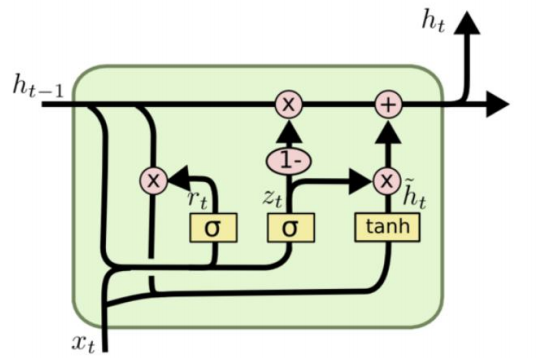 h_t
h_{t-1}
x +
1-
x x
r_t z_t h̃_t
σ σ tanh
x_t